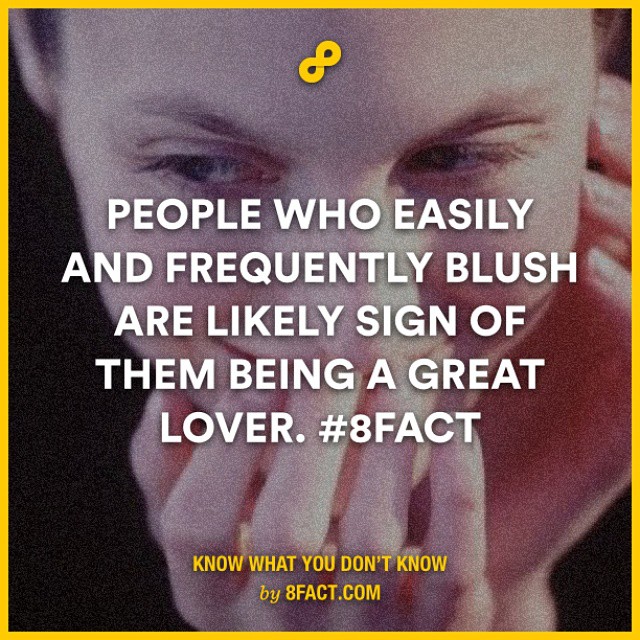 PEOPLE WHO EASILY
AND FREQUENTLY BLUSH
ARE LIKELY SIGN OF
THEM BEING A GREAT
LOVER. #8FACT
KNOW WHAT YOU DON'T KNOW
by 8FACT.COM